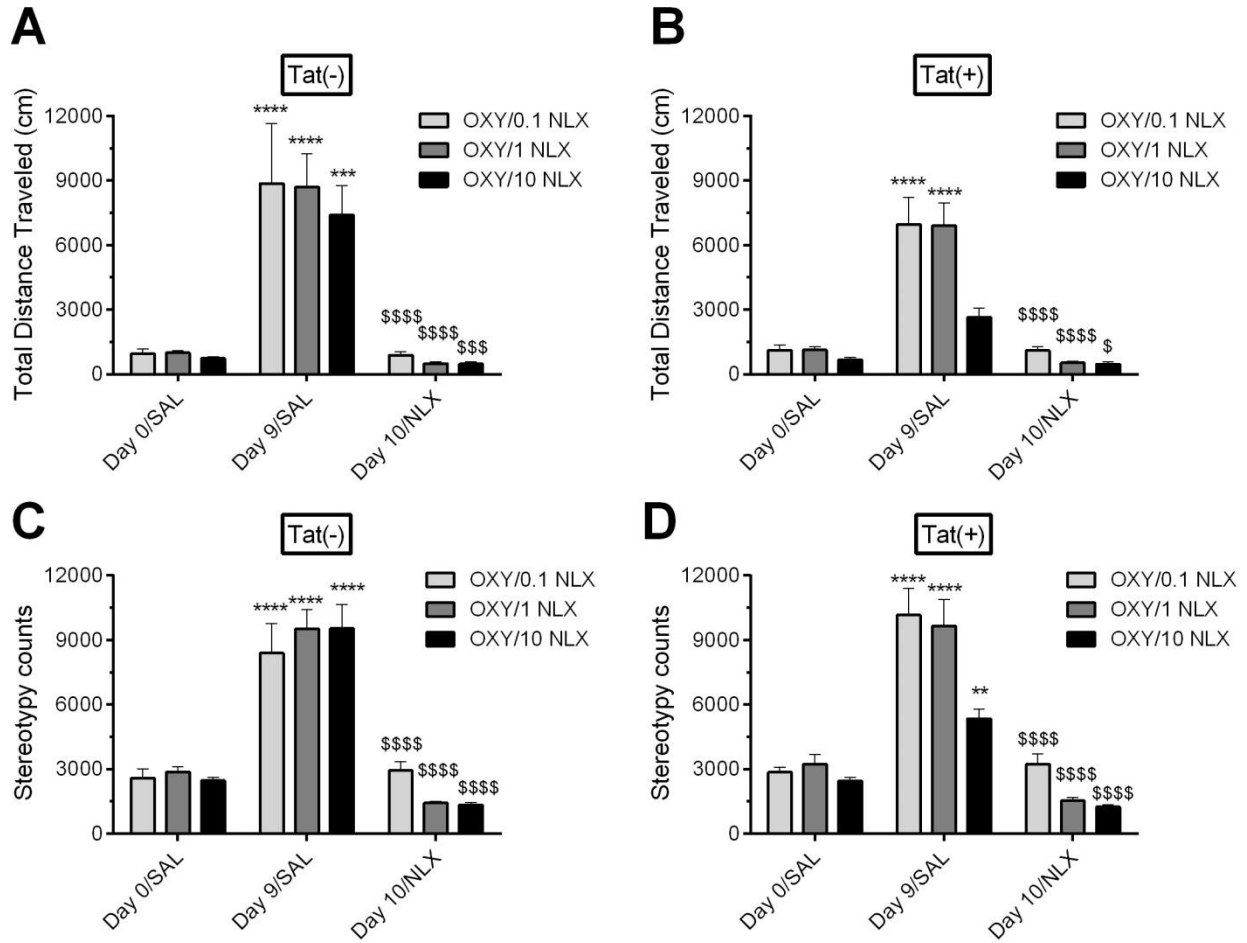 A
Tat(-)
Total Distance Traveled (cm)
12000
9000
6000
3000
0
****
****
***
$$$$
$$$$
$$$
OXY/0.1 NLX
OXY/1 NLX
OXY/10 NLX
Day 0/SAL
Day 9/SAL
Day 10/NLX
B
Tat(+)
Total Distance Traveled (cm)
12000
9000
6000
3000
0
****
****
$$$$
$$$$
$
OXY/0.1 NLX
OXY/1 NLX
OXY/10 NLX
Day 0/SAL
Day 9/SAL
Day 10/NLX
C
Tat(-)
Stereotypy counts
12000
9000
6000
3000
0
****
****
****
$$$$
$$$$
$$$$
OXY/0.1 NLX
OXY/1 NLX
OXY/10 NLX
Day 0/SAL
Day 9/SAL
Day 10/NLX
D
Tat(+)
Stereotypy counts
12000
9000
6000
3000
0
****
****
**
$$$$
$$$$
$$$$
OXY/0.1 NLX
OXY/1 NLX
OXY/10 NLX
Day 0/SAL
Day 9/SAL
Day 10/NLX